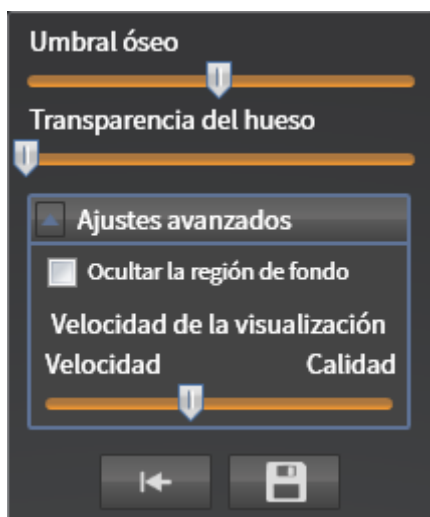 Umbral óseo
Transparencia del hueso
Ajustes avanzados
Ocultar la región de fondo
Velocidad de la visualización
Velocidad Calidad